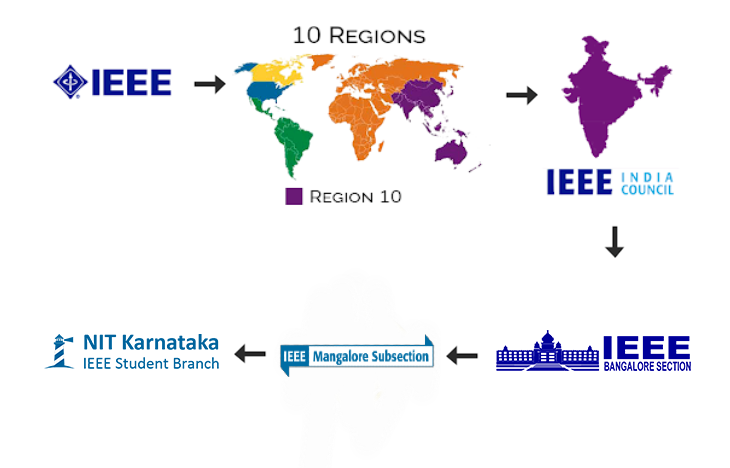 10 REGIONS
IEEE
REGION 10
IEEE INDIA
COUNCIL
NIT Karnataka
IEEE Student Branch
IEEE Mangalore Subsection
IEEE
BANGALORE SECTION